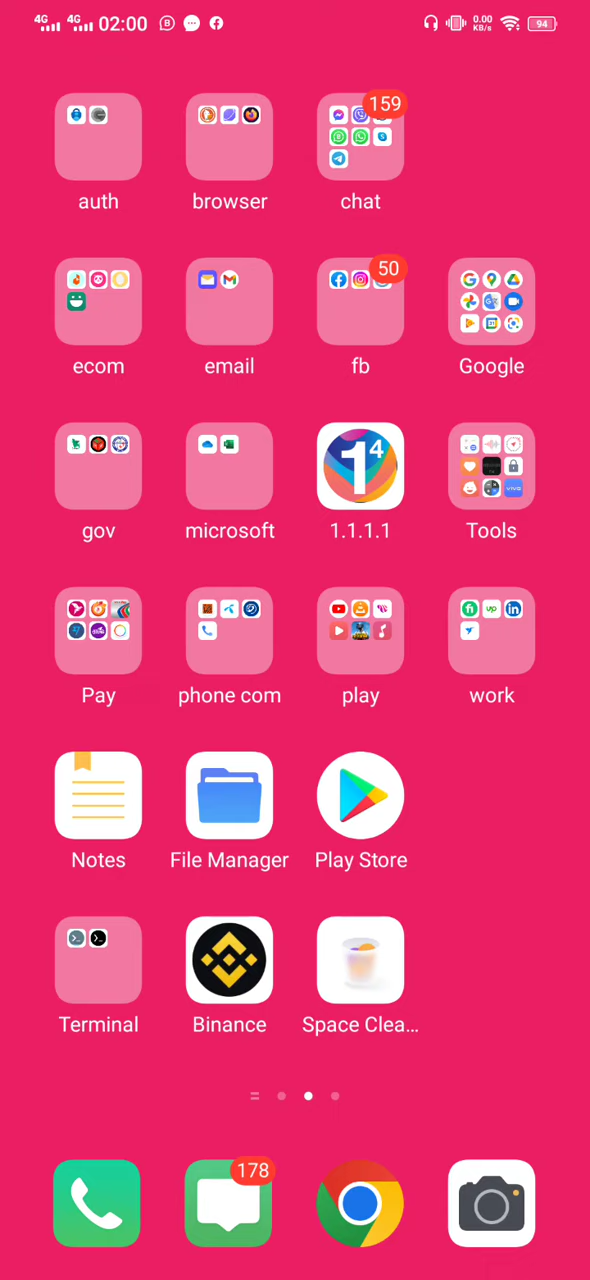 4G 4G 02:00 0.00 KB/s 94
159
auth browser chat
50
ecom email fb Google
1 4
gov microsoft 1.1.1.1 Tools
Pay phone com play work
Notes File Manager Play Store
Terminal Binance Space Clea...
178